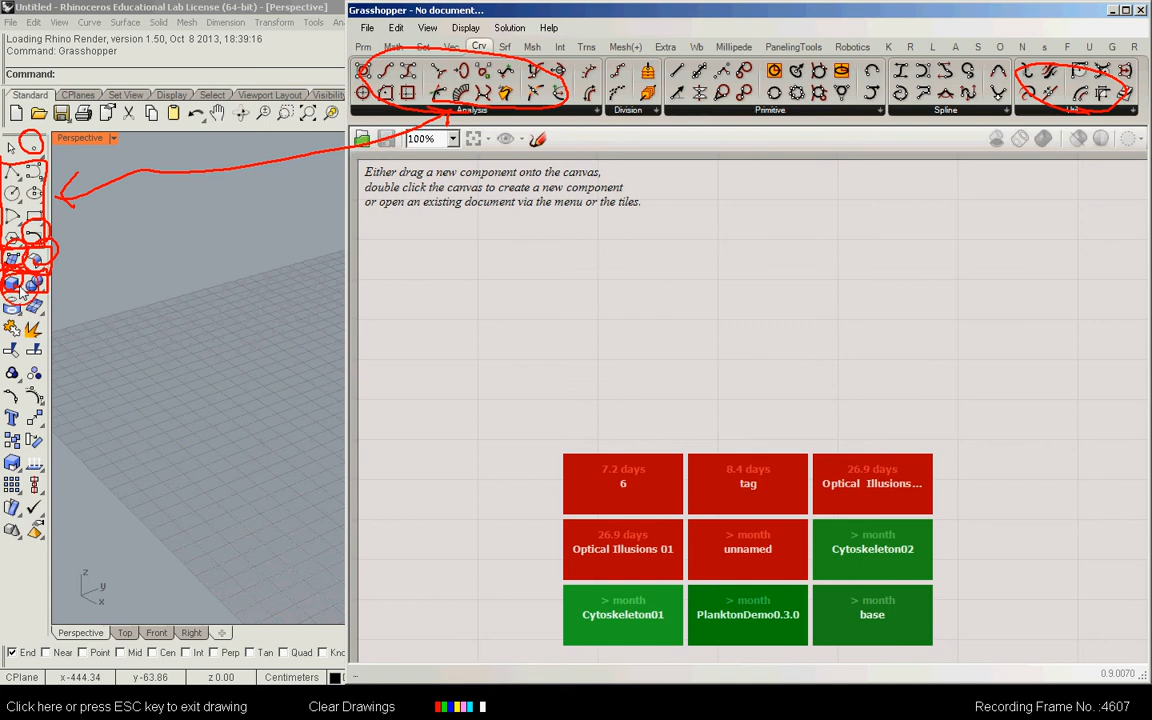 Untitled - Rhinoceros Educational Lab License (64-bit) - [Perspective]
File Edit View Curve Surface Solid Mesh Dimension Transform Tools
Loading Rhino Render, version 1.50, Oct 8 2013, 18:39:16
Command: Grasshopper
Command:
Standard CPlanes Set View Display Select Viewport Layout Visibility
Perspective
z
y
x
Perspective Top Front Right
End Near Point Mid Cen Int Perp Tan Quad
CPlane x-444.34 y-63.86 z 0.00 Centimeters
Grasshopper - No document...
File Edit View Display Solution Help
Prm Math Set Vec Crv Srf Msh Int Trns Mesh(+) Extra Wb Millipede PanelingTools Robotics K R L A D N s F U G R
Analysis Division Primitive Spline Util
100%
Either drag a new component onto the canvas,
double click the canvas to create a new component
or open an existing document via the menu or the tiles.
7.2 days
6
8.4 days
tag
26.9 days
Optical Illusions...
26.9 days
Optical Illusions 01
> month
unnamed
> month
Cytoskeleton02
> month
Cytoskeleton01
> month
PlanktonDemo0.3.0
> month
base
0.9.0070
Click here or press ESC key to exit drawing Clear Drawings Recording Frame No. :4607